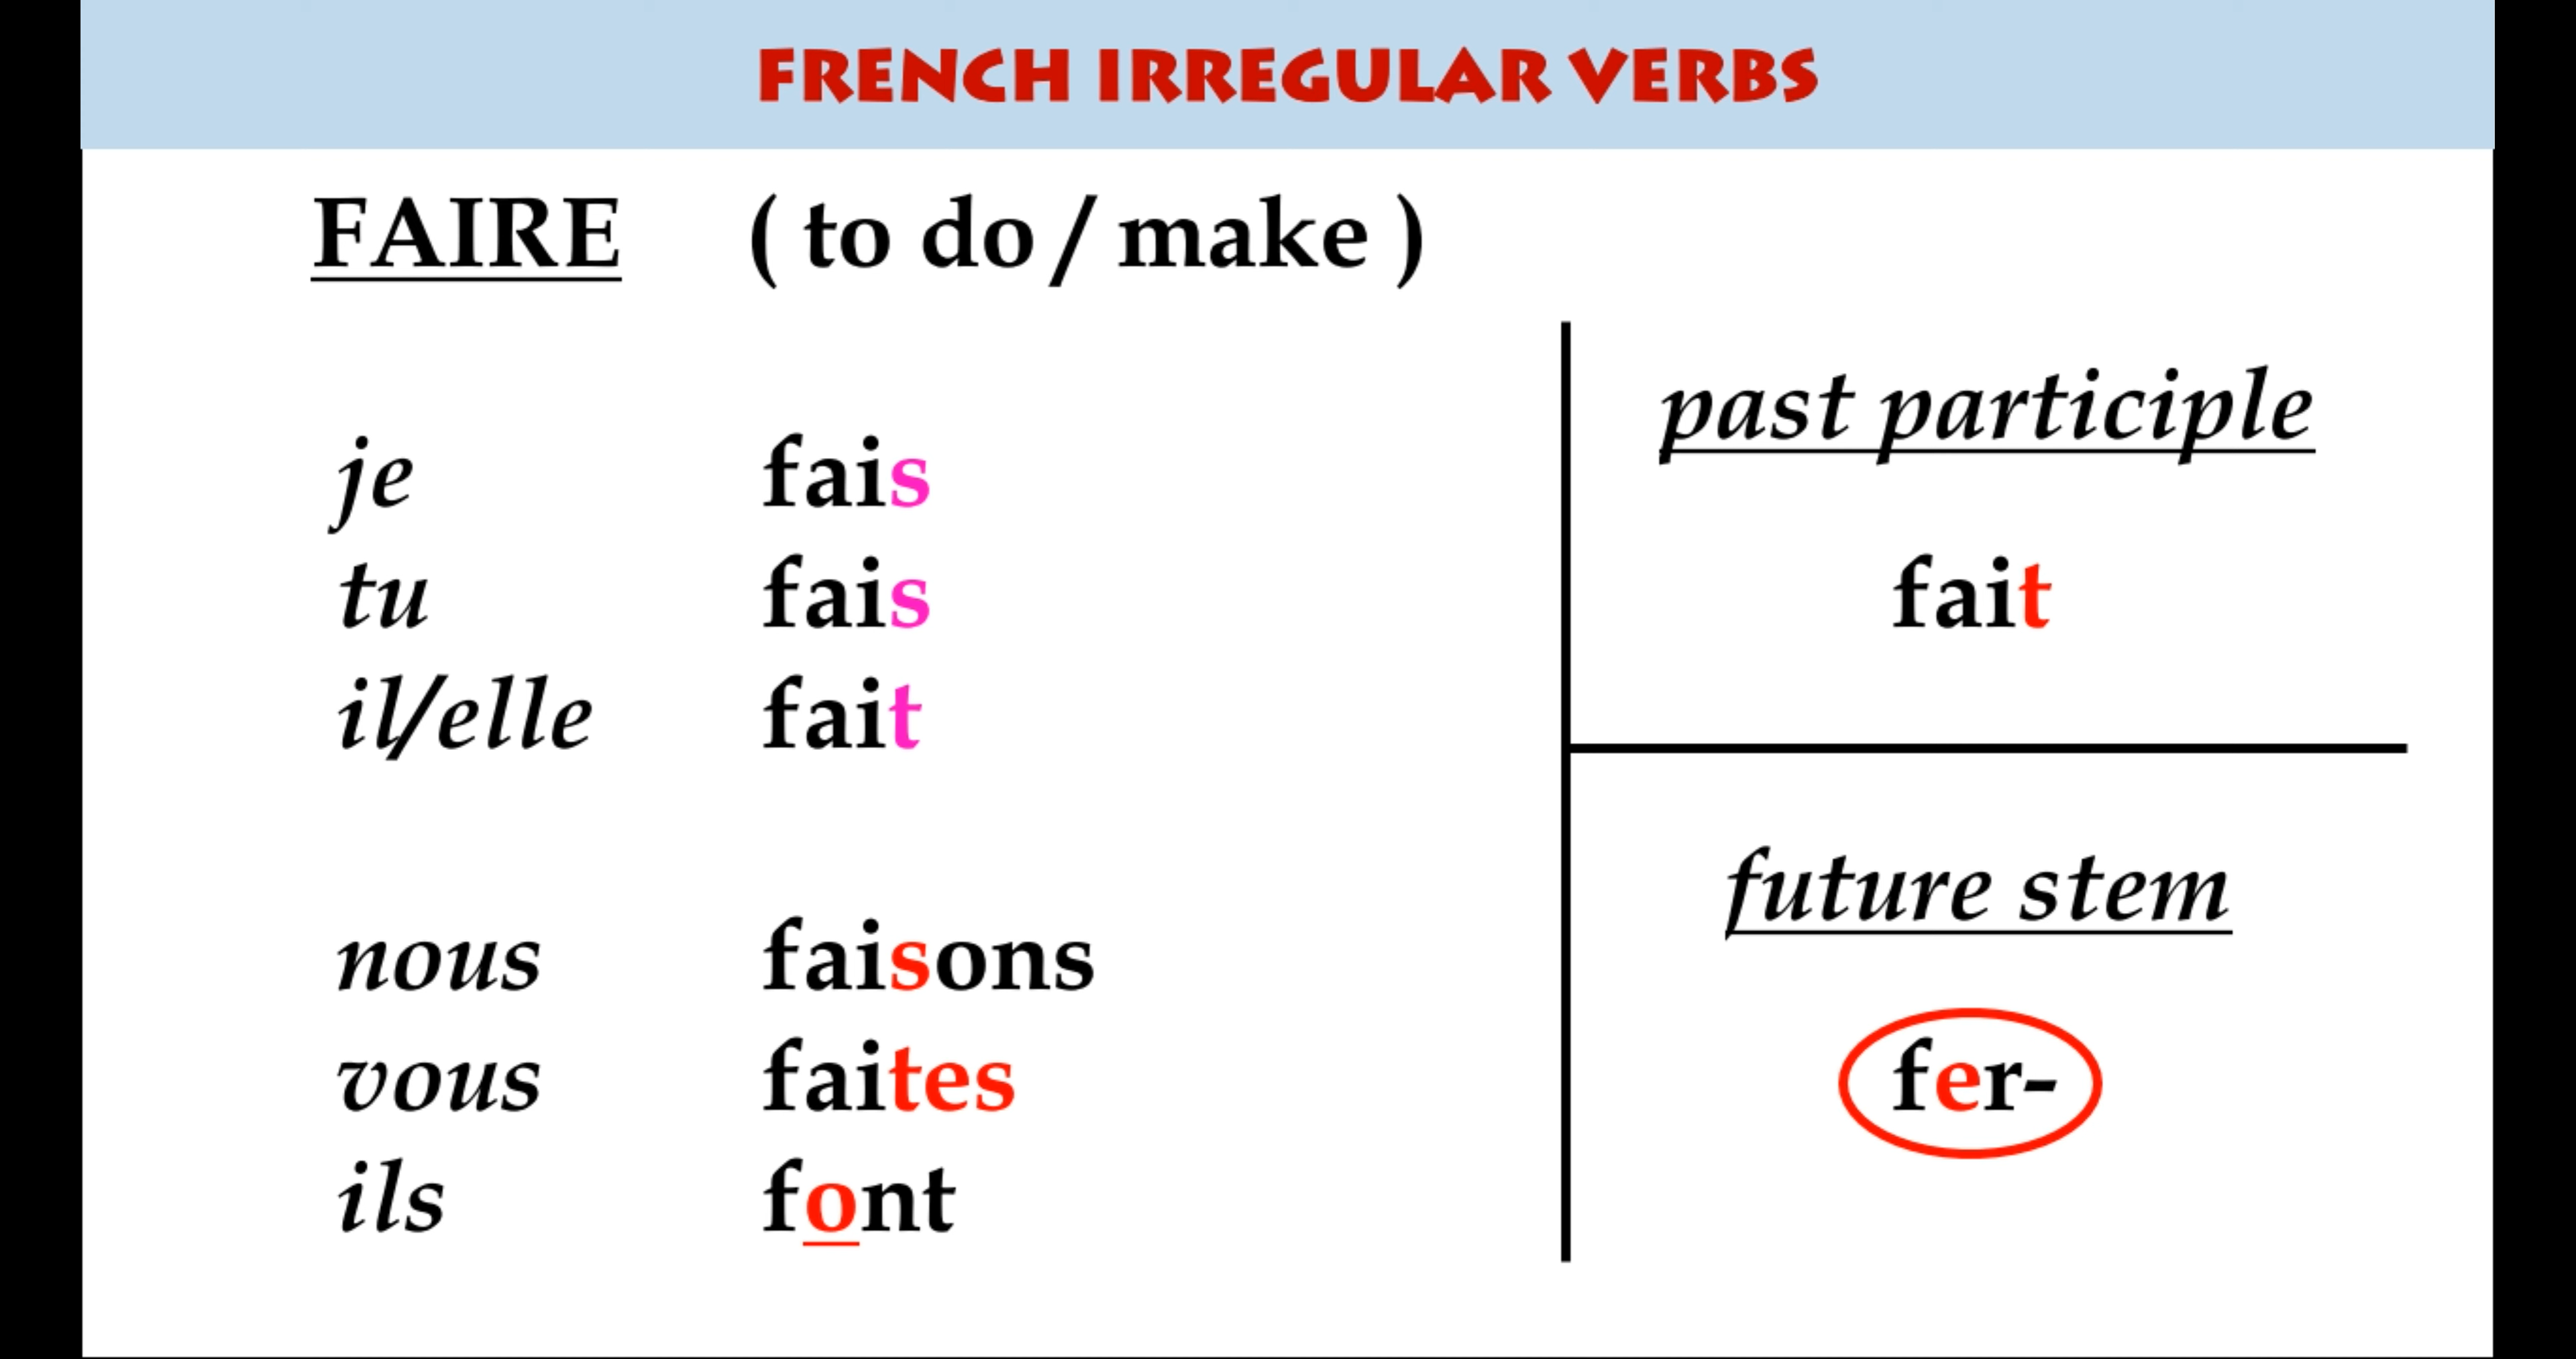 FRENCH IRREGULAR VERBS
FAIRE ( to do / make )
je fais
tu fais
il/elle fait
nous faisons
vous faites
ils font
past participle
fait
future stem
fer-